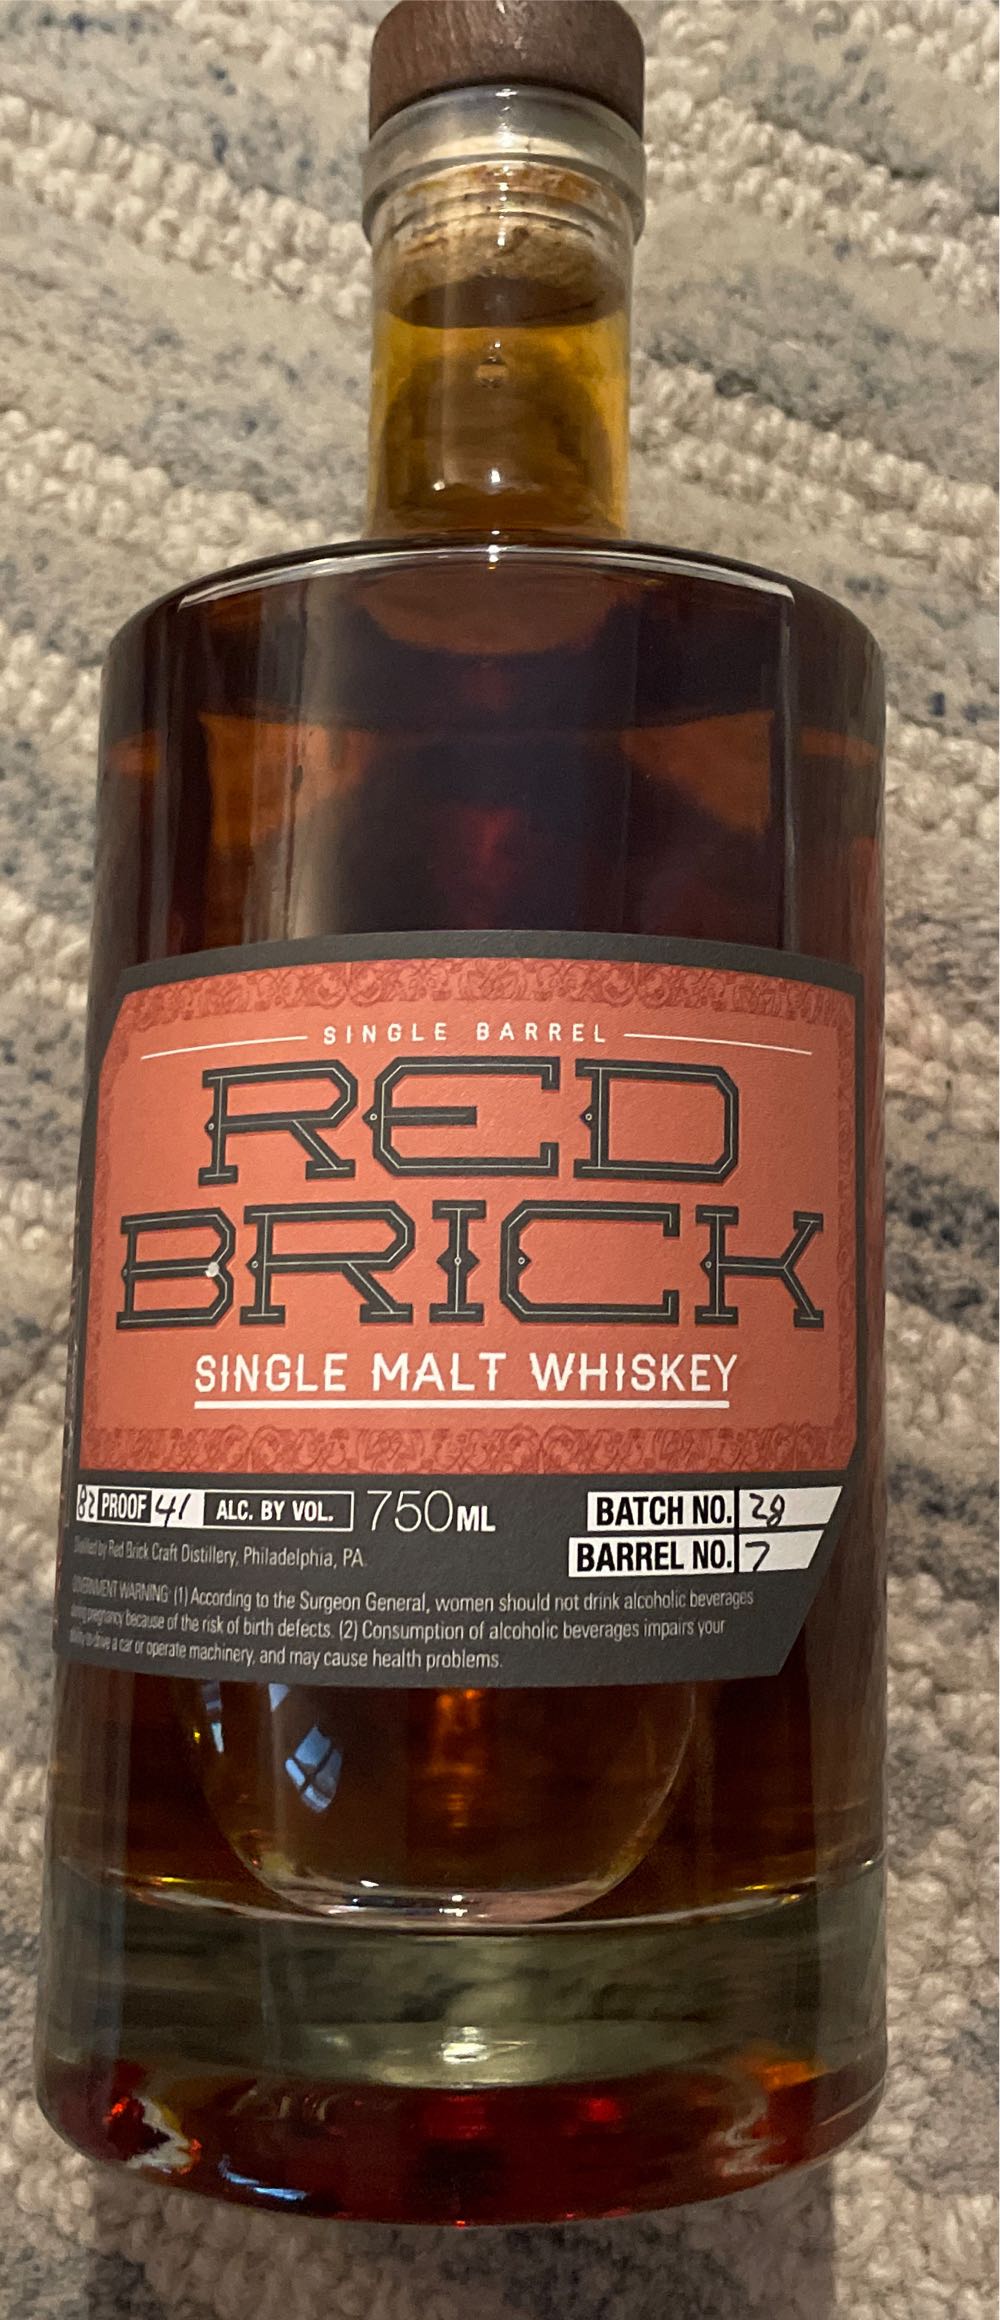 SINGLE BARREL
RED
BRICK
SINGLE MALT WHISKEY
82 PROOF 41 ALC. BY VOL. 750ML
BATCH NO. 28
BARREL NO. 7
Distilled by Red Brick Craft Distillery, Philadelphia, PA.
GOVERNMENT WARNING: (1) According to the Surgeon General, women should not drink alcoholic beverages
during pregnancy because of the risk of birth defects. (2) Consumption of alcoholic beverages impairs your
ability to drive a car or operate machinery, and may cause health problems.